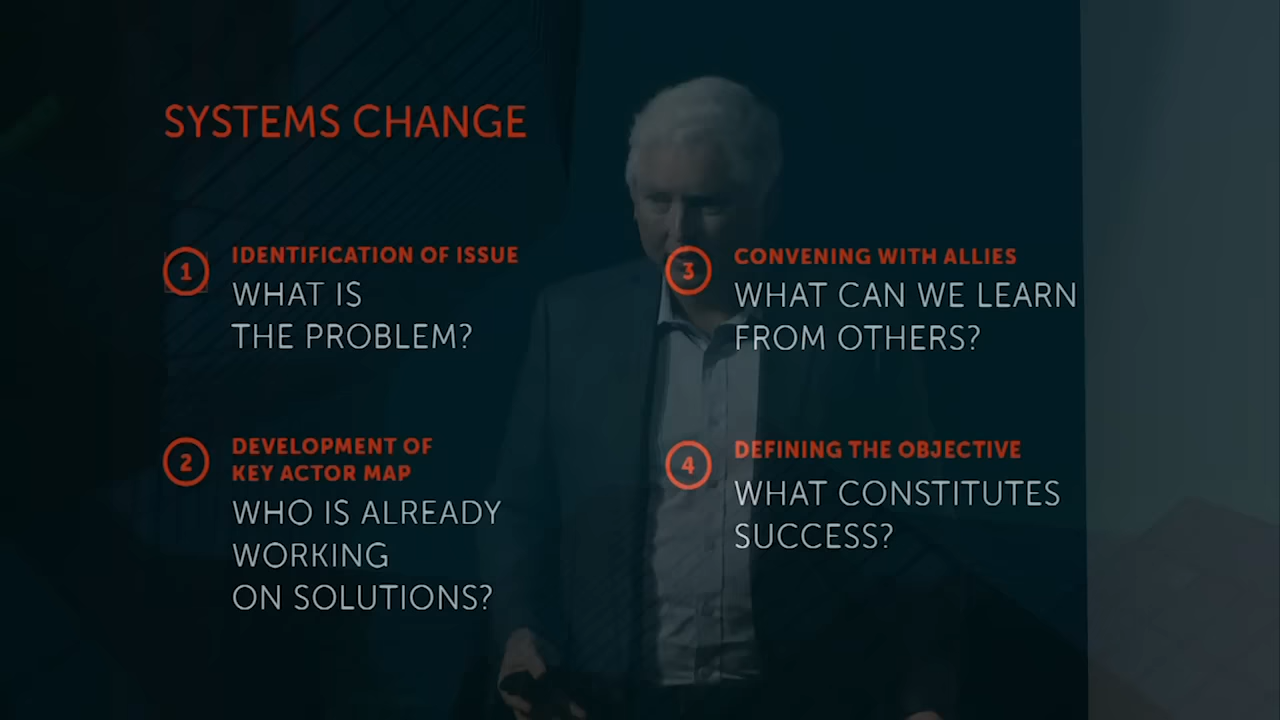 SYSTEMS CHANGE
1
IDENTIFICATION OF ISSUE
WHAT IS
THE PROBLEM?
2
DEVELOPMENT OF
KEY ACTOR MAP
WHO IS ALREADY
WORKING
ON SOLUTIONS?
3
CONVENING WITH ALLIES
WHAT CAN WE LEARN
FROM OTHERS?
4
DEFINING THE OBJECTIVE
WHAT CONSTITUTES
SUCCESS?